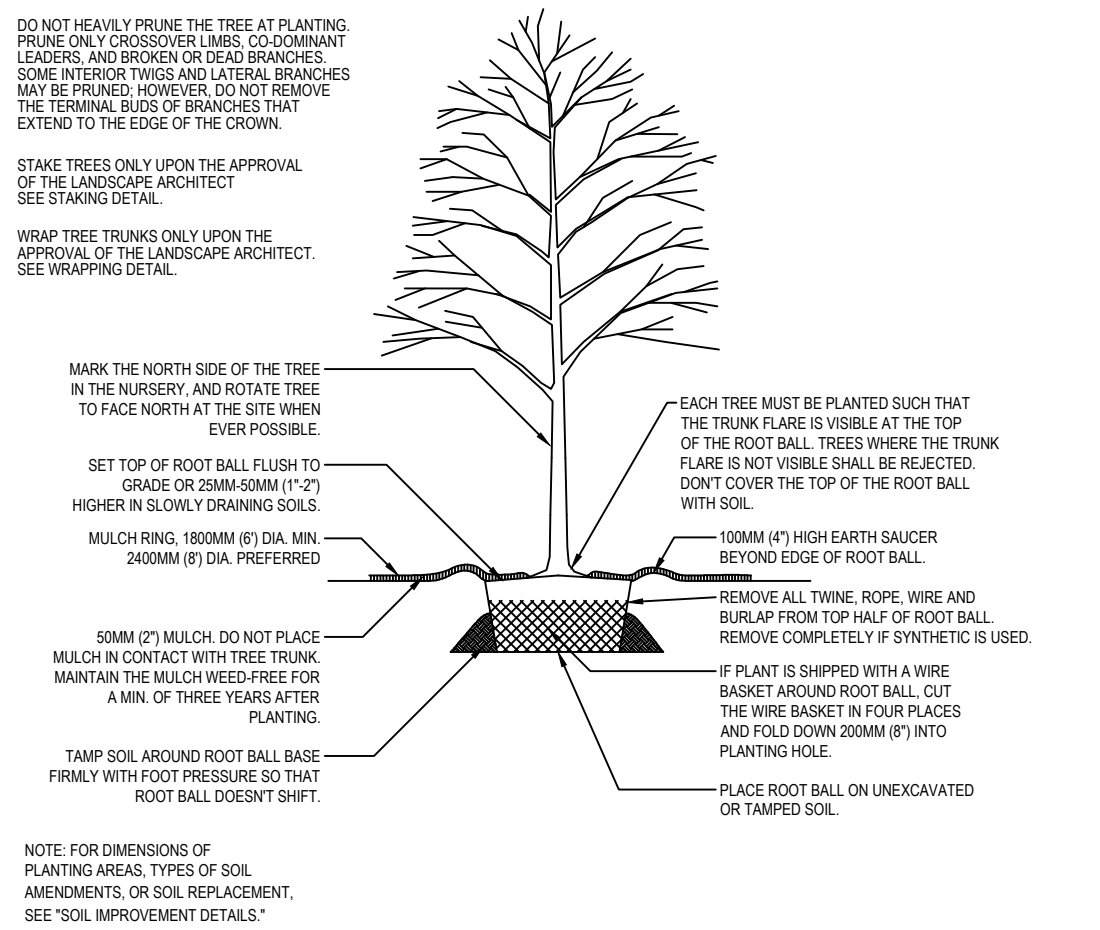 DO NOT HEAVILY PRUNE THE TREE AT PLANTING.
PRUNE ONLY CROSSOVER LIMBS, CO-DOMINANT
LEADERS, AND BROKEN OR DEAD BRANCHES.
SOME INTERIOR TWIGS AND LATERAL BRANCHES
MAY BE PRUNED; HOWEVER, DO NOT REMOVE
THE TERMINAL BUDS OF BRANCHES THAT
EXTEND TO THE EDGE OF THE CROWN.
STAKE TREES ONLY UPON THE APPROVAL
OF THE LANDSCAPE ARCHITECT
SEE STAKING DETAIL.
WRAP TREE TRUNKS ONLY UPON THE
APPROVAL OF THE LANDSCAPE ARCHITECT.
SEE WRAPPING DETAIL.
MARK THE NORTH SIDE OF THE TREE
IN THE NURSERY, AND ROTATE TREE
TO FACE NORTH AT THE SITE WHEN
EVER POSSIBLE.
SET TOP OF ROOT BALL FLUSH TO
GRADE OR 25MM-50MM (1"-2")
HIGHER IN SLOWLY DRAINING SOILS.
MULCH RING, 1800MM (6') DIA. MIN.
2400MM (8') DIA. PREFERRED
50MM (2") MULCH. DO NOT PLACE
MULCH IN CONTACT WITH TREE TRUNK.
MAINTAIN THE MULCH WEED-FREE FOR
A MIN. OF THREE YEARS AFTER
PLANTING.
TAMP SOIL AROUND ROOT BALL BASE
FIRMLY WITH FOOT PRESSURE SO THAT
ROOT BALL DOESN'T SHIFT.
EACH TREE MUST BE PLANTED SUCH THAT
THE TRUNK FLARE IS VISIBLE AT THE TOP
OF THE ROOT BALL. TREES WHERE THE TRUNK
FLARE IS NOT VISIBLE SHALL BE REJECTED.
DON'T COVER THE TOP OF THE ROOT BALL
WITH SOIL.
100MM (4") HIGH EARTH SAUCER
BEYOND EDGE OF ROOT BALL.
REMOVE ALL TWINE, ROPE, WIRE AND
BURLAP FROM TOP HALF OF ROOT BALL.
REMOVE COMPLETELY IF SYNTHETIC IS USED.
IF PLANT IS SHIPPED WITH A WIRE
BASKET AROUND ROOT BALL, CUT
THE WIRE BASKET IN FOUR PLACES
AND FOLD DOWN 200MM (8") INTO
PLANTING HOLE.
PLACE ROOT BALL ON UNEXCAVATED
OR TAMPED SOIL.
NOTE: FOR DIMENSIONS OF
PLANTING AREAS, TYPES OF SOIL
AMENDMENTS, OR SOIL REPLACEMENT,
SEE "SOIL IMPROVEMENT DETAILS."